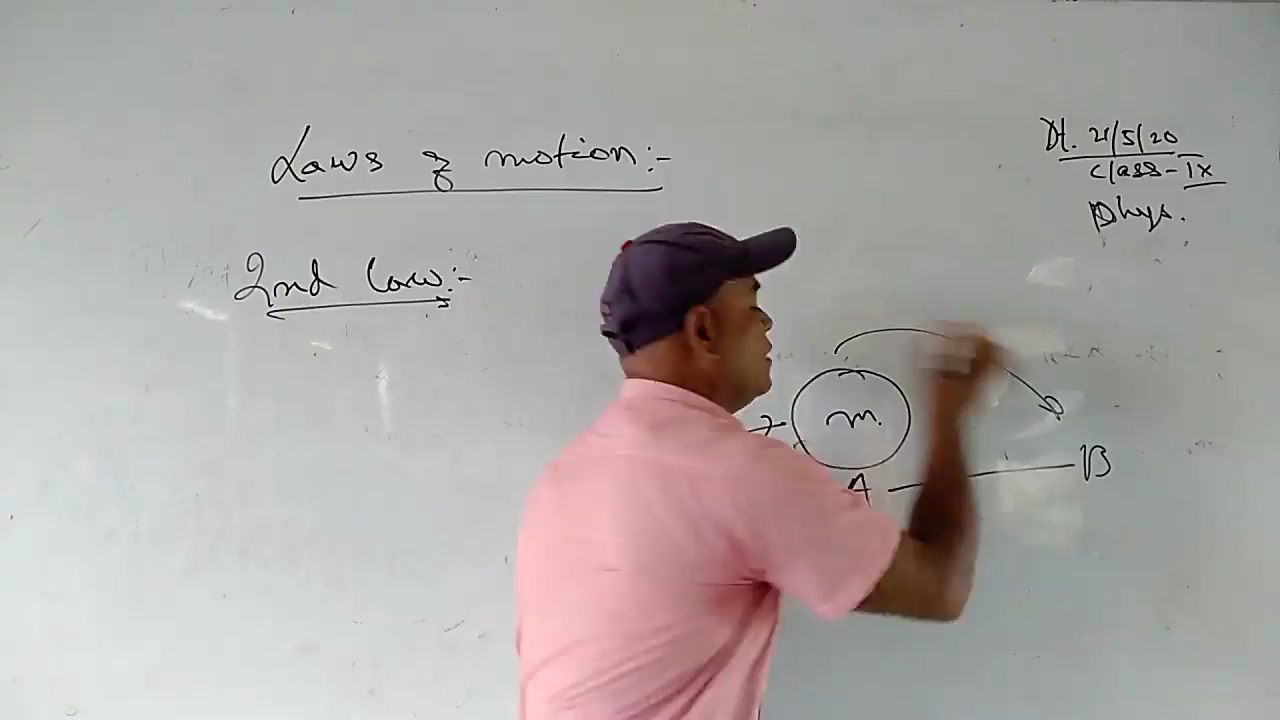 Laws of motion:-
Dt. 21/5/20
Class-IX
Phys.
2nd Law:-
m.
A
B